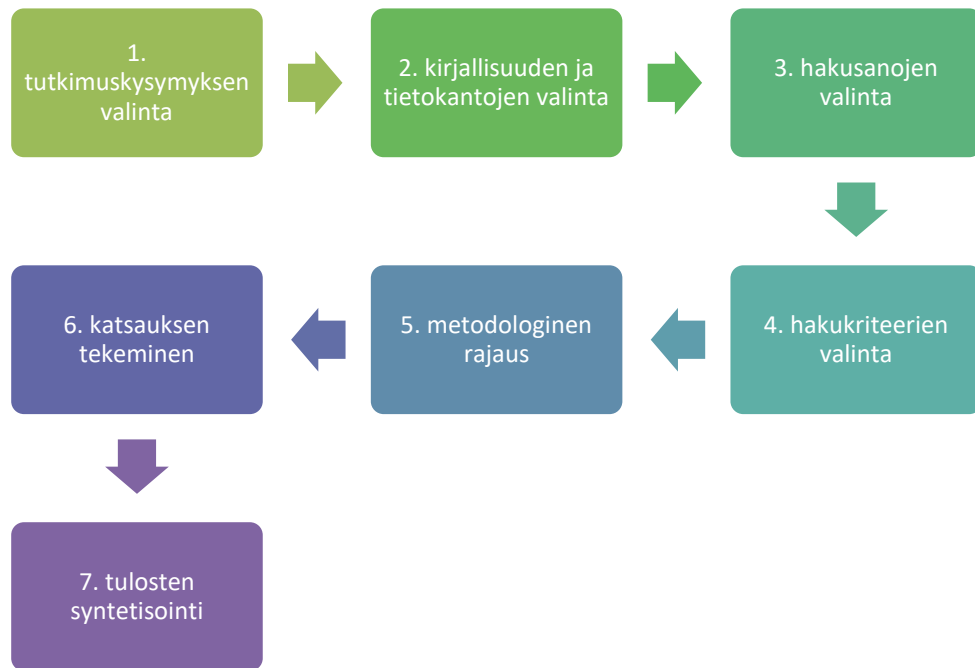 1.
tutkimuskysymyksen
valinta
2. kirjallisuuden ja
tietokantojen valinta
3. hakusanojen
valinta
4. hakukriteerien
valinta
5. metodologinen
rajaus
6. katsauksen
tekeminen
7. tulosten
syntetisointi